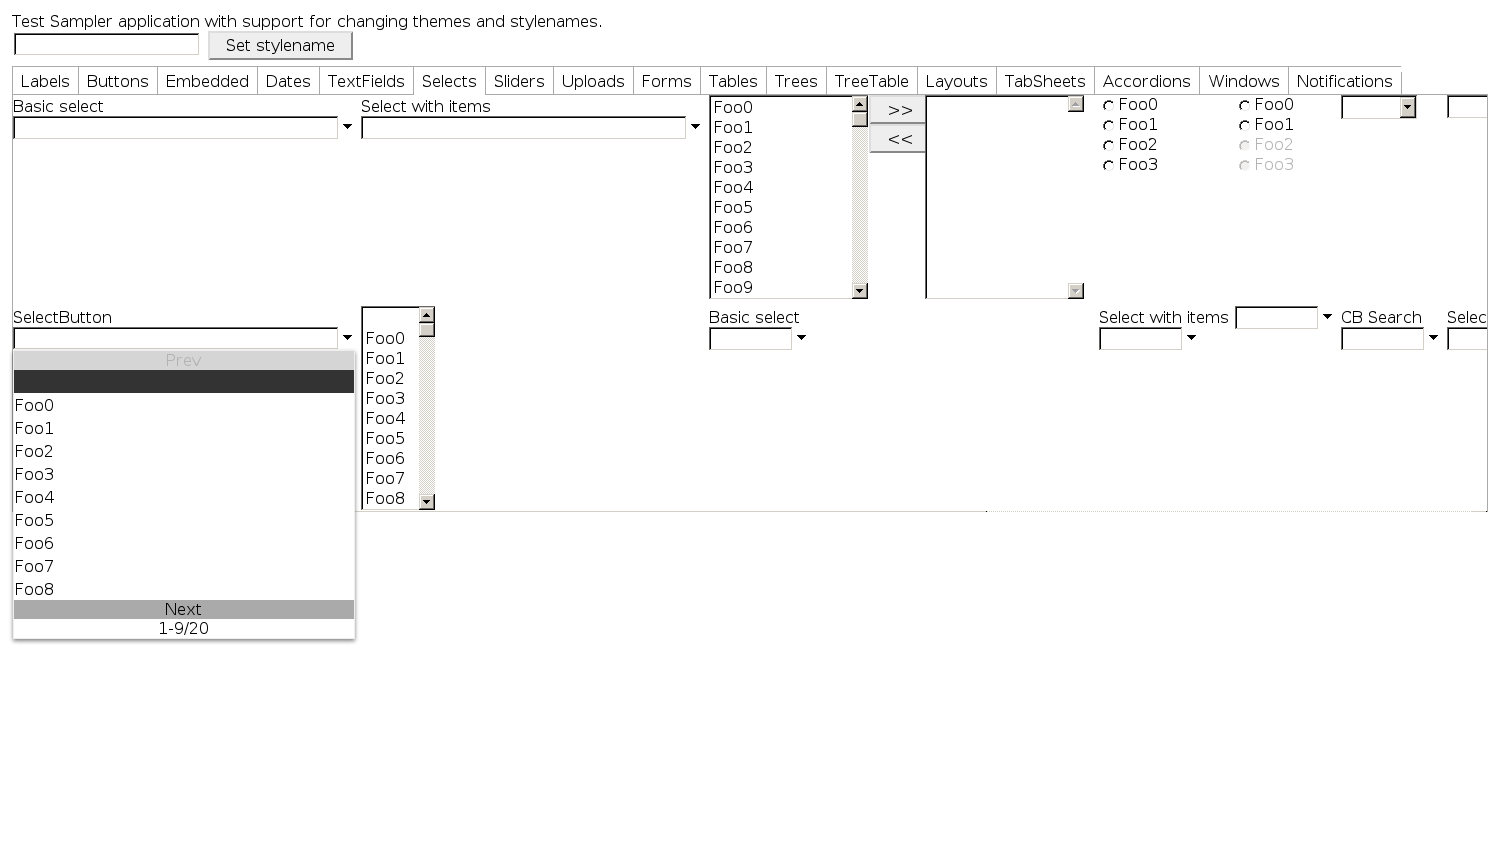 Test Sampler application with support for changing themes and stylenames.
Set stylename
Labels Buttons Embedded Dates TextFields Selects Sliders Uploads Forms Tables Trees TreeTable Layouts TabSheets Accordions Windows Notifications
Basic select
Select with items
Foo0
Foo1
Foo2
Foo3
Foo4
Foo5
Foo6
Foo7
Foo8
Foo9
>>
<<
Foo0
Foo1
Foo2
Foo3
Foo0
Foo1
Foo2
Foo3
SelectButton
Prev
Foo0
Foo1
Foo2
Foo3
Foo4
Foo5
Foo6
Foo7
Foo8
Next
1-9/20
Foo0
Foo1
Foo2
Foo3
Foo4
Foo5
Foo6
Foo7
Foo8
Basic select
Select with items
CB Search
Selec